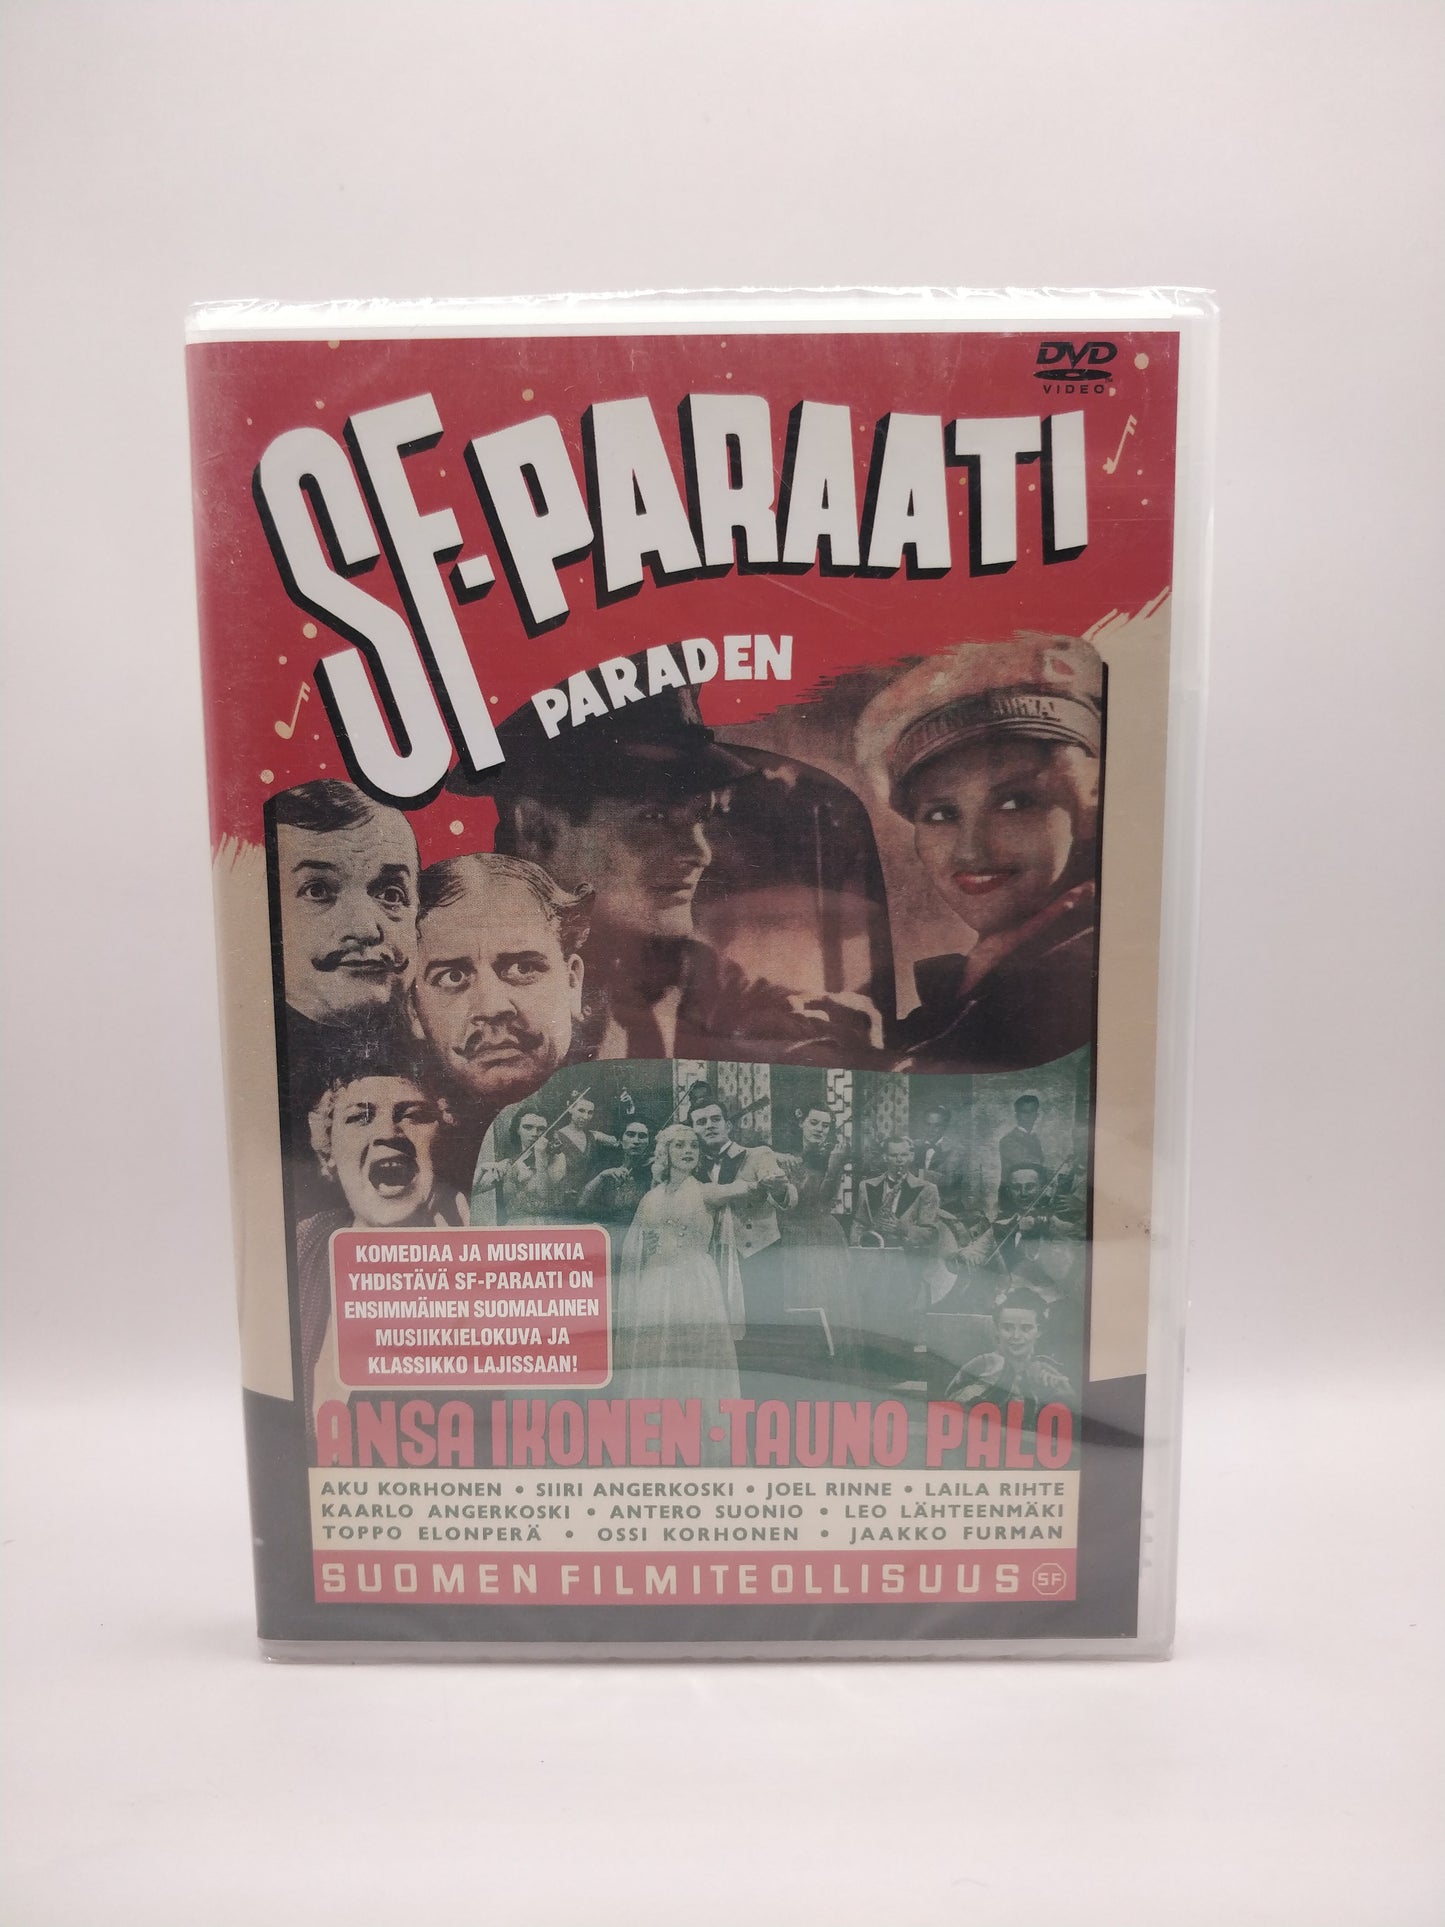 DVD
VIDEO
SF-PARAATI
PARADEN
KOMEDIAA JA MUSIIKKIA
YHDISTÄVÄ SF-PARAATI ON
ENSIMMÄINEN SUOMALAINEN
MUSIIKKIELOKUVA JA
KLASSIKKO LAJISSAAN!
ANSA IKONEN • TAUNO PALO
AKU KORHONEN • SIIRI ANGERKOSKI • JOEL RINNE • LAILA RIHTE
KAARLO ANGERKOSKI • ANTERO SUONIO • LEO LÄHTEENMÄKI
TOPPO ELONPERÄ • OSSI KORHONEN • JAAKKO FURMAN
SUOMEN FILMITEOLLISUUS SF